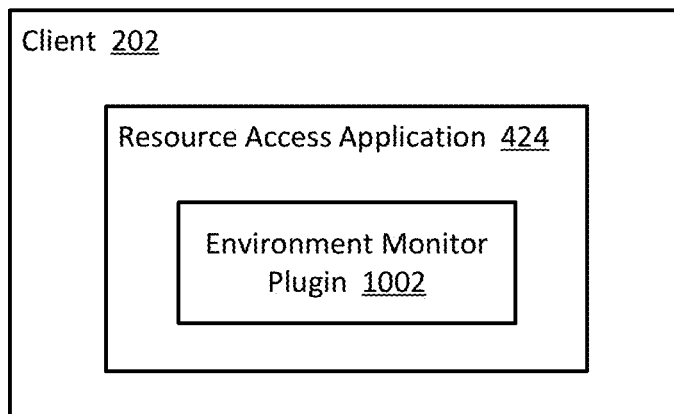 Client 202
Resource Access Application 424
Environment Monitor
Plugin 1002